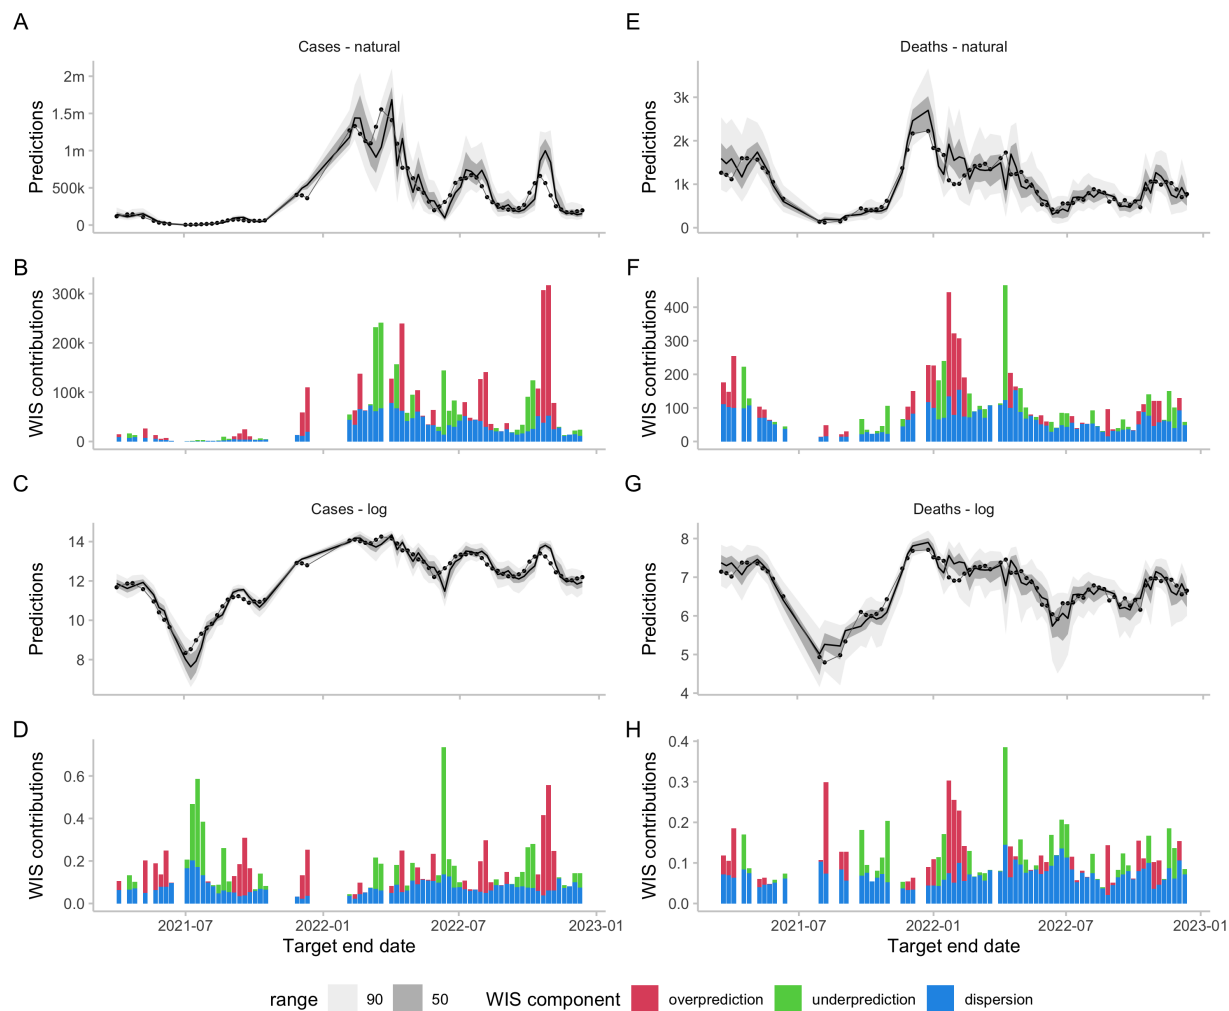 A
Cases - natural
Predictions
2m
1.5m
1m
500k
0
B
WIS contributions
300k
200k
100k
0
C
Cases - log
Predictions
14
12
10
8
D
WIS contributions
0.6
0.4
0.2
0.0
2021-07
2022-01
2022-07
2023-01
Target end date
E
Deaths - natural
Predictions
3k
2k
1k
0
F
WIS contributions
400
300
200
100
0
G
Deaths - log
Predictions
8
7
6
5
4
H
WIS contributions
0.4
0.3
0.2
0.1
0.0
2021-07
2022-01
2022-07
2023-01
Target end date
range 90 50 WIS component overprediction underprediction dispersion